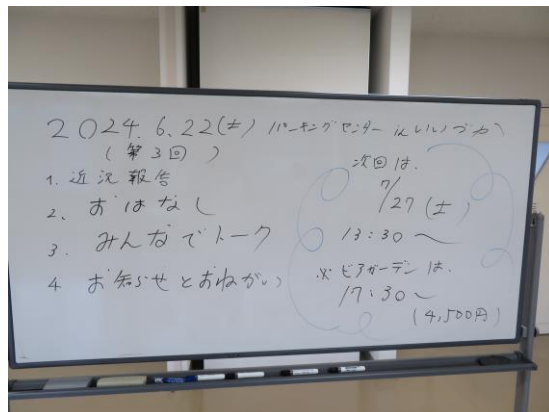 2024.6.22(土) パーキングセンター inいいづか
(第3回)
1. 近況報告
2. おはなし
3. みんなでトーク
4 お知らせとおねがい
次回は、
7/27(土)
13:30〜
※ビアガーデンは、
17:30〜
(4,500円)